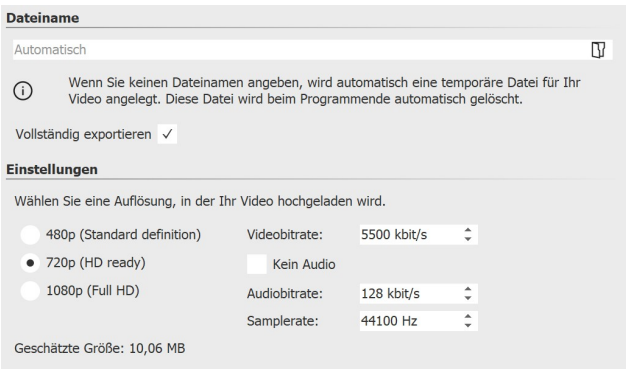 Dateiname
Automatisch
Wenn Sie keinen Dateinamen angeben, wird automatisch eine temporäre Datei für Ihr
Video angelegt. Diese Datei wird beim Programmende automatisch gelöscht.
Vollständig exportieren
Einstellungen
Wählen Sie eine Auflösung, in der Ihr Video hochgeladen wird.
480p (Standard definition) Videobitrate: 5500 kbit/s
720p (HD ready) Kein Audio
1080p (Full HD) Audiobitrate: 128 kbit/s
Samplerate: 44100 Hz
Geschätzte Größe: 10,06 MB